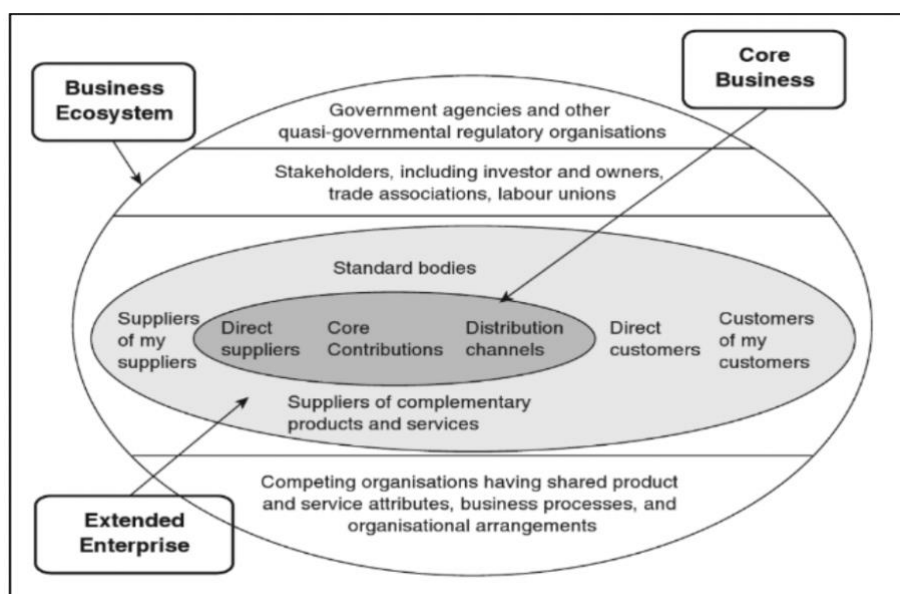 Business
Ecosystem
Core
Business
Government agencies and other
quasi-governmental regulatory organisations
Stakeholders, including investor and owners,
trade associations, labour unions
Standard bodies
Suppliers
of my
suppliers
Direct
suppliers
Core
Contributions
Distribution
channels
Direct
customers
Customers
of my
customers
Suppliers of complementary
products and services
Competing organisations having shared product
and service attributes, business processes, and
organisational arrangements
Extended
Enterprise